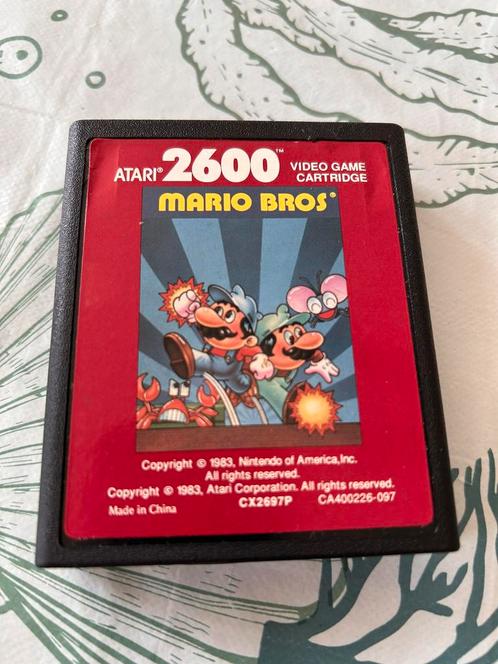 ATARI 2600™ VIDEO GAME CARTRIDGE
MARIO BROS®
Copyright © 1983, Nintendo of America, Inc.
All rights reserved.
Copyright © 1983, Atari Corporation. All rights reserved.
Made in China CX2697P CA400226-097